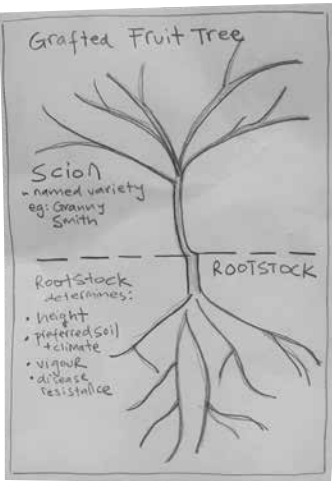 Grafted Fruit Tree
Scion
- named variety
eg: Granny
Smith
ROOTSTOCK
Rootstock
determines:
• height
• preferred soil
+climate
• vigour
• disease
resistance